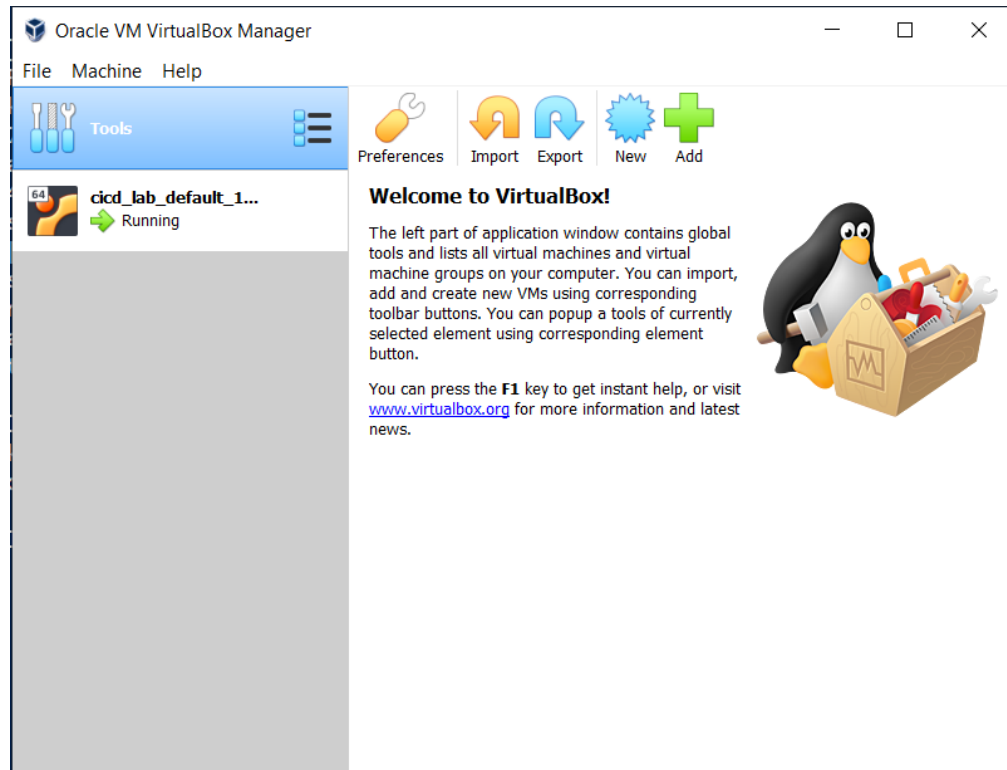 Oracle VM VirtualBox Manager
File Machine Help
Tools
Preferences Import Export New Add
64
cicd_lab_default_1...
Running
Welcome to VirtualBox!
The left part of application window contains global
tools and lists all virtual machines and virtual
machine groups on your computer. You can import,
add and create new VMs using corresponding
toolbar buttons. You can popup a tools of currently
selected element using corresponding element
button.
You can press the F1 key to get instant help, or visit
www.virtualbox.org for more information and latest
news.